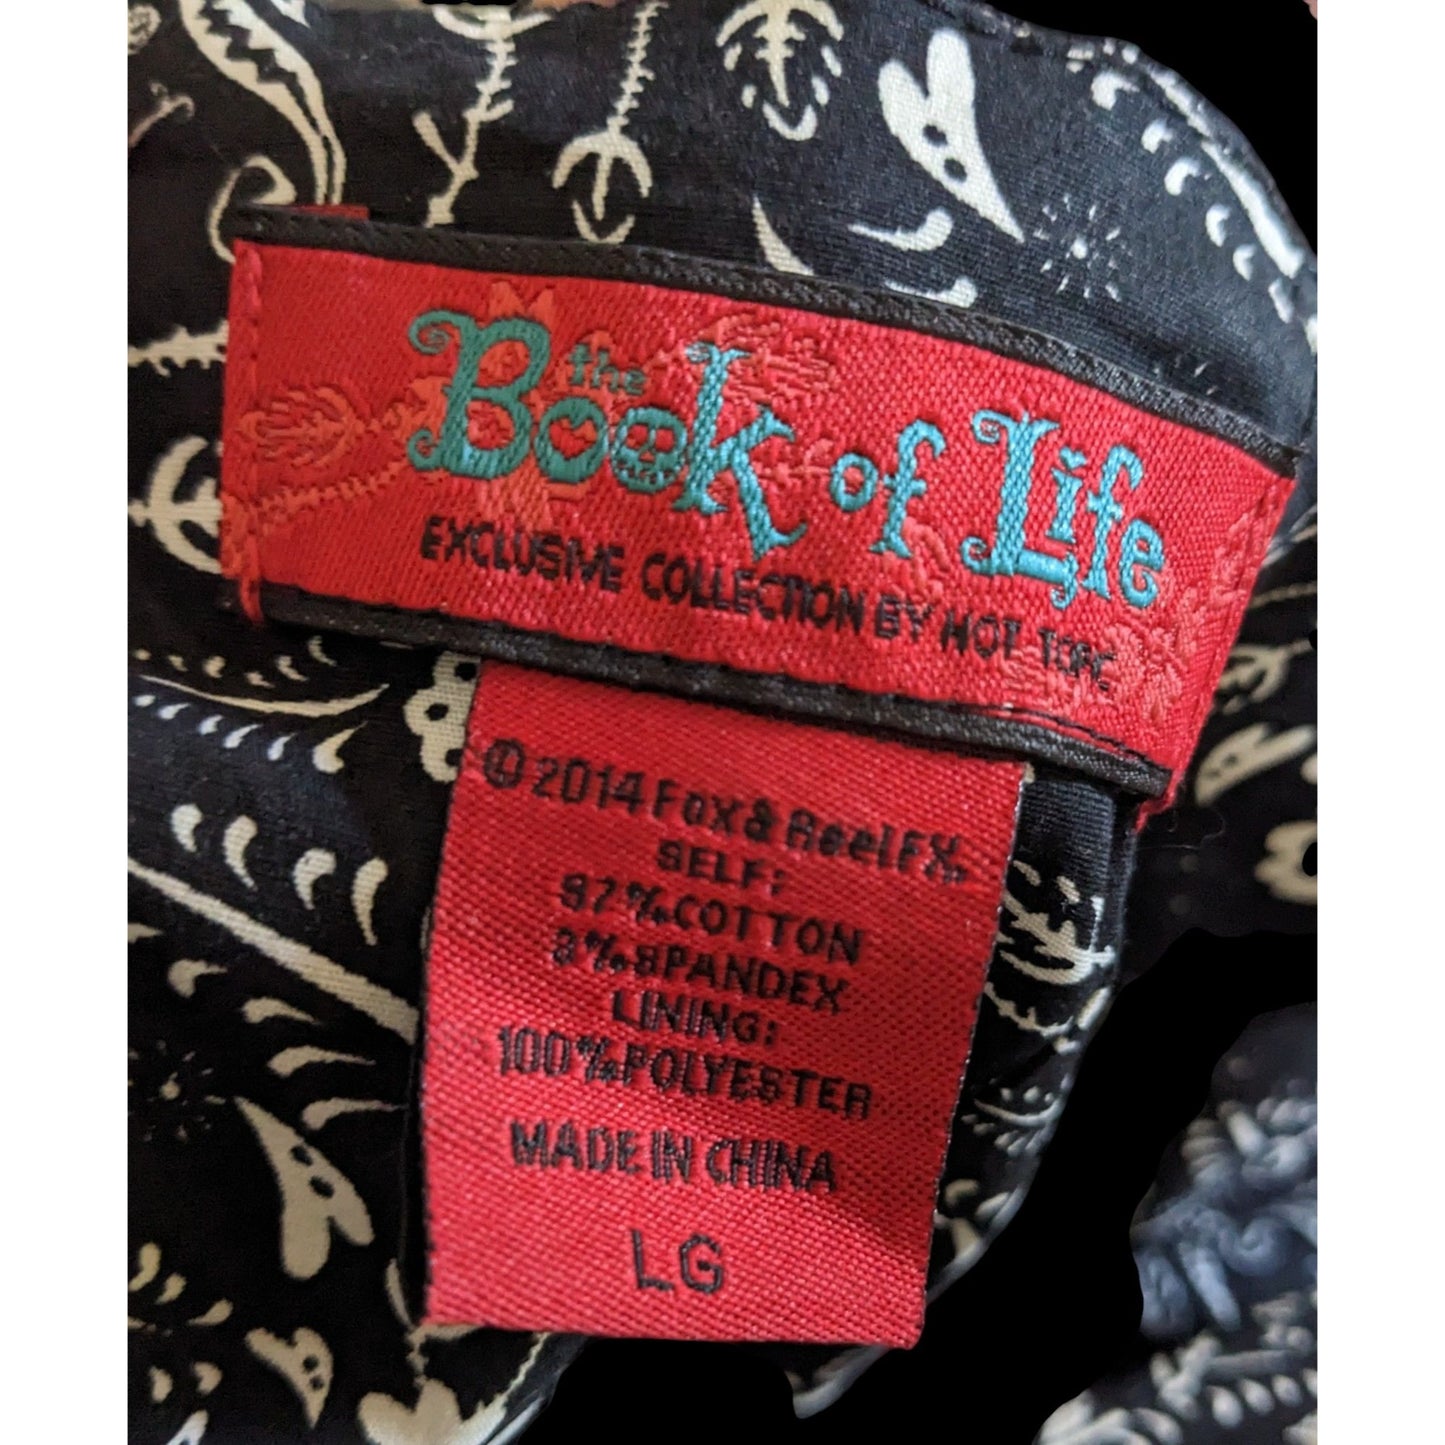 the
Book of Life
EXCLUSIVE COLLECTION BY HOT TOPIC
© 2014 Fox & ReelFX.
SELF:
97%COTTON
3%SPANDEX
LINING:
100%POLYESTER
MADE IN CHINA
LG